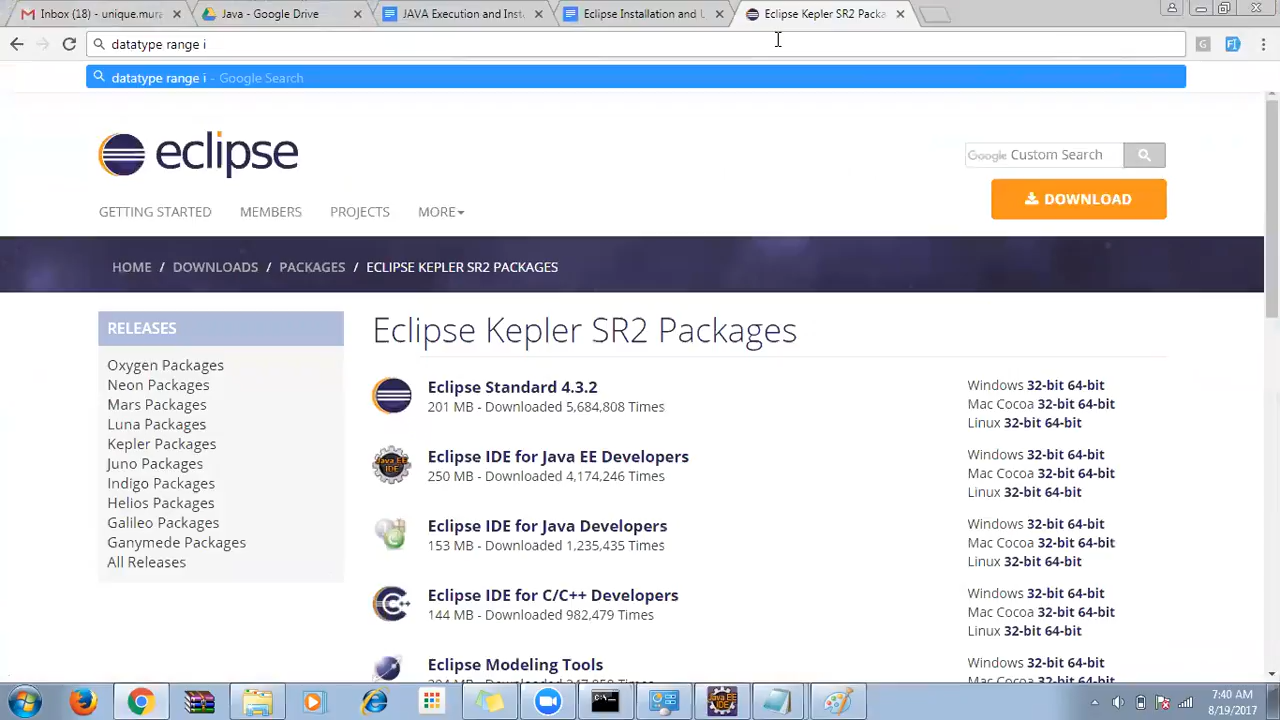 Inbox (19) - unique.mura
Java - Google Drive
JAVA Execution and Inst
Eclipse Installation and L
Eclipse Kepler SR2 Packa
datatype range i
datatype range i - Google Search
eclipse
Google Custom Search
GETTING STARTED MEMBERS PROJECTS MORE
DOWNLOAD
HOME / DOWNLOADS / PACKAGES / ECLIPSE KEPLER SR2 PACKAGES
RELEASES
Oxygen Packages
Neon Packages
Mars Packages
Luna Packages
Kepler Packages
Juno Packages
Indigo Packages
Helios Packages
Galileo Packages
Ganymede Packages
All Releases
Eclipse Kepler SR2 Packages
Eclipse Standard 4.3.2
201 MB - Downloaded 5,684,808 Times
Windows 32-bit 64-bit
Mac Cocoa 32-bit 64-bit
Linux 32-bit 64-bit
Java EE
IDE
Eclipse IDE for Java EE Developers
250 MB - Downloaded 4,174,246 Times
Windows 32-bit 64-bit
Mac Cocoa 32-bit 64-bit
Linux 32-bit 64-bit
Eclipse IDE for Java Developers
153 MB - Downloaded 1,235,435 Times
Windows 32-bit 64-bit
Mac Cocoa 32-bit 64-bit
Linux 32-bit 64-bit
Eclipse IDE for C/C++ Developers
144 MB - Downloaded 982,479 Times
Windows 32-bit 64-bit
Mac Cocoa 32-bit 64-bit
Linux 32-bit 64-bit
Eclipse Modeling Tools
Windows 32-bit 64-bit
Mac Cocoa 32-bit 64-bit
7:40 AM
8/19/2017